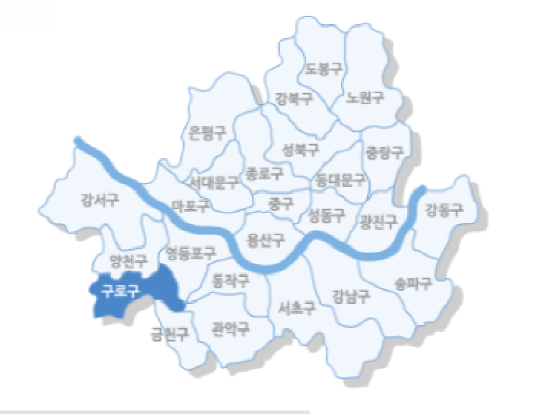 도봉구
강북구
노원구
은평구
성북구
중랑구
종로구
서대문구
동대문구
강서구
마포구
중구
성동구
광진구
강동구
용산구
영등포구
양천구
동작구
송파구
구로구
강남구
서초구
금천구
관악구